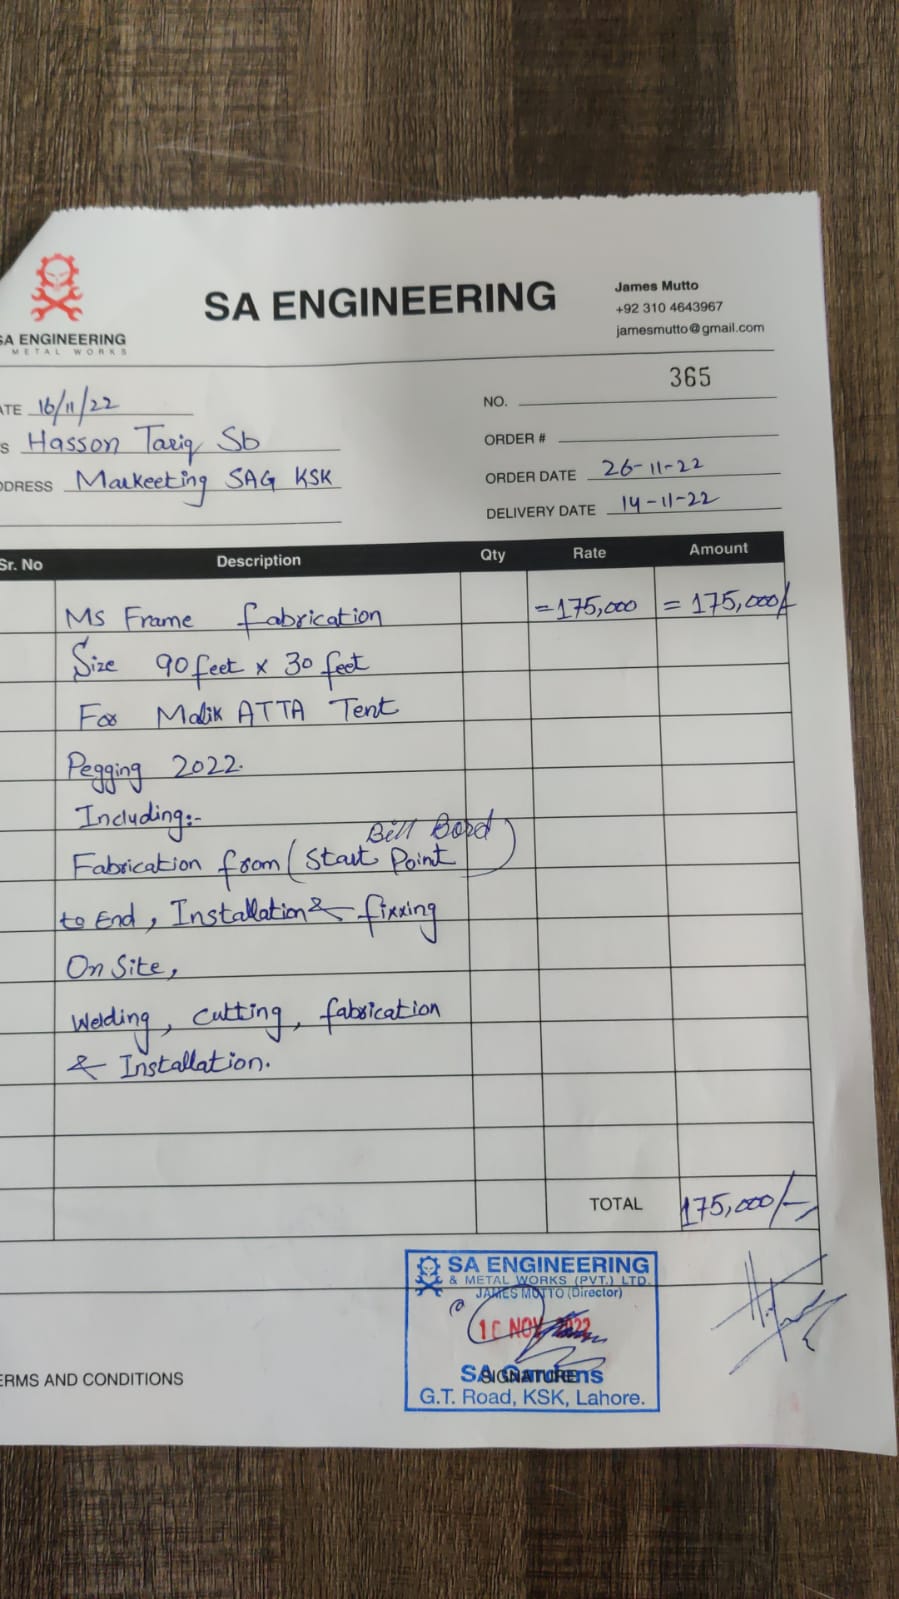 SA ENGINEERING
METAL WORKS
SA ENGINEERING
James Mutto
+92 310 4643967
jamesmutto@gmail.com
ATE 16/11/22
S Hasson Tariq Sb
DDRESS Markeeting SAG KSK
NO. 365
ORDER #
ORDER DATE 26-11-22
DELIVERY DATE 14-11-22
Sr. No Description Qty Rate Amount
Ms Frame fabrication =175,000 =175,000/
Size 90 feet x 30 feet
For Malik ATTA Tent
Pegging 2022.
Including:-
Bill Bord
Fabrication from (Start Point)
to End, Installation & fixxing
On Site,
Welding, cutting, fabrication
& Installation.
TOTAL 175,000/-
SA ENGINEERING
& METAL WORKS (PVT.) LTD.
JAMES MUTTO (Director)
NOV 2022
SA Gardens
SIGNATURE
G.T. Road, KSK, Lahore.
ERMS AND CONDITIONS